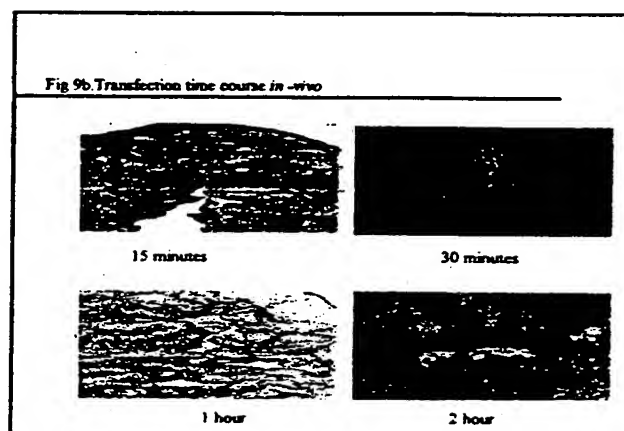 Fig 9b.Transfection time course in -vivo
15 minutes
30 minutes
1 hour
2 hour